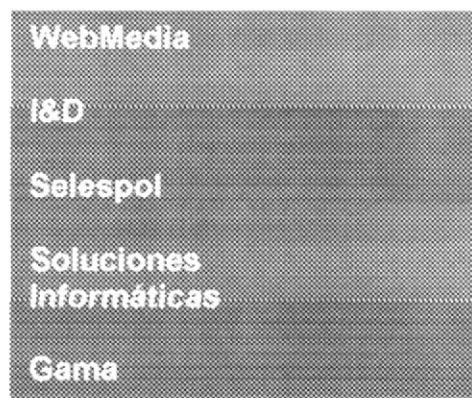 WebMedia
I&D
Selespol
Soluciones
Informáticas
Gama